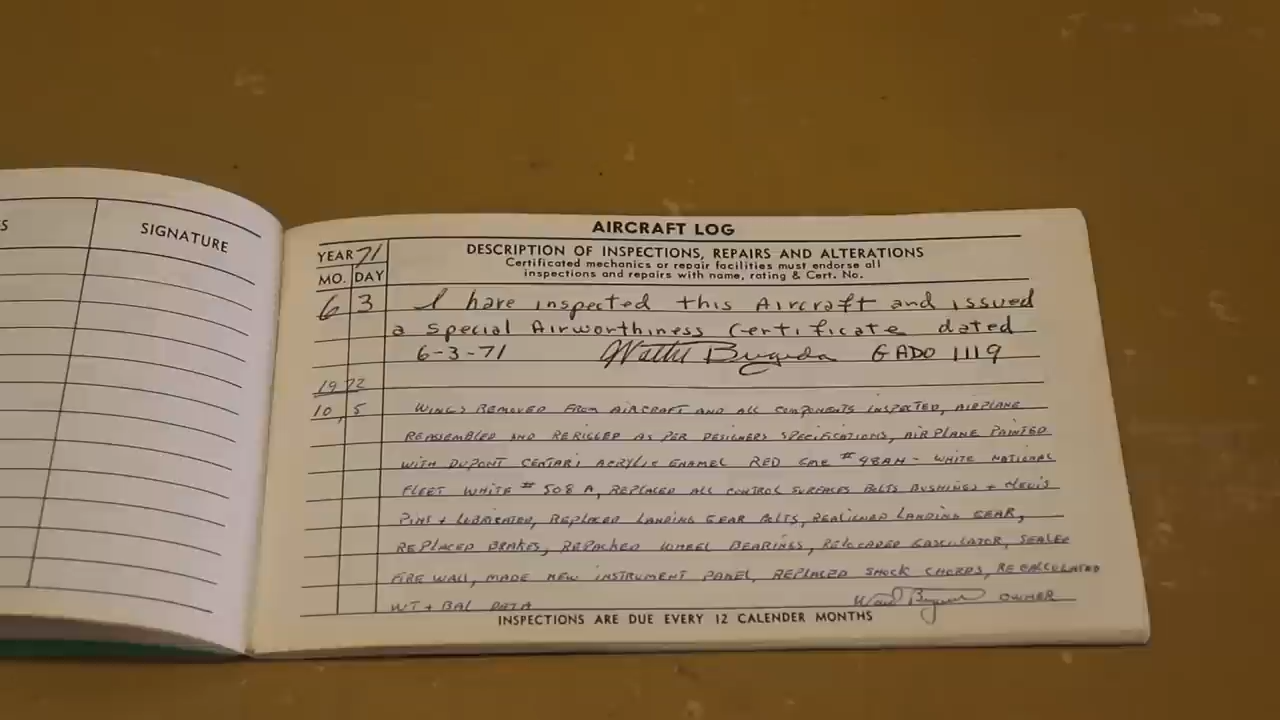 S
SIGNATURE
AIRCRAFT LOG
YEAR 71
DESCRIPTION OF INSPECTIONS, REPAIRS AND ALTERATIONS
Certificated mechanics or repair facilities must endorse all
inspections and repairs with name, rating & Cert. No.
MO. DAY
6 3 I have inspected this Aircraft and issued
a special Airworthiness Certificate dated
6-3-71 GADO 1119
1972
10, 5 WINGS REMOVED FROM AIRCRAFT AND ALL COMPONENTS INSPECTED, AIRPLANE
REASSEMBLED AND RERIGGED AS PER DESIGNERS SPECIFICATIONS, AIRPLANE PAINTED
WITH DUPONT CENTARI ACRYLIC ENAMEL RED #98AH - WHITE NATIONAL
FLEET WHITE # 508 A, REPLACED ALL CONTROL SURFACES BOLTS BUSHINGS + CLEVIS
PINS + LUBRICATED, REPLACED LANDING GEAR BOLTS, REALIGNED LANDING GEAR,
REPLACED BRAKES, REPACKED WHEEL BEARINGS, RELOCATED GASCOLATOR, SEALED
FIRE WALL, MADE NEW INSTRUMENT PANEL, REPLACED SHOCK CHORDS, RECALCULATED
WT + BAL DATA OWNER
INSPECTIONS ARE DUE EVERY 12 CALENDER MONTHS